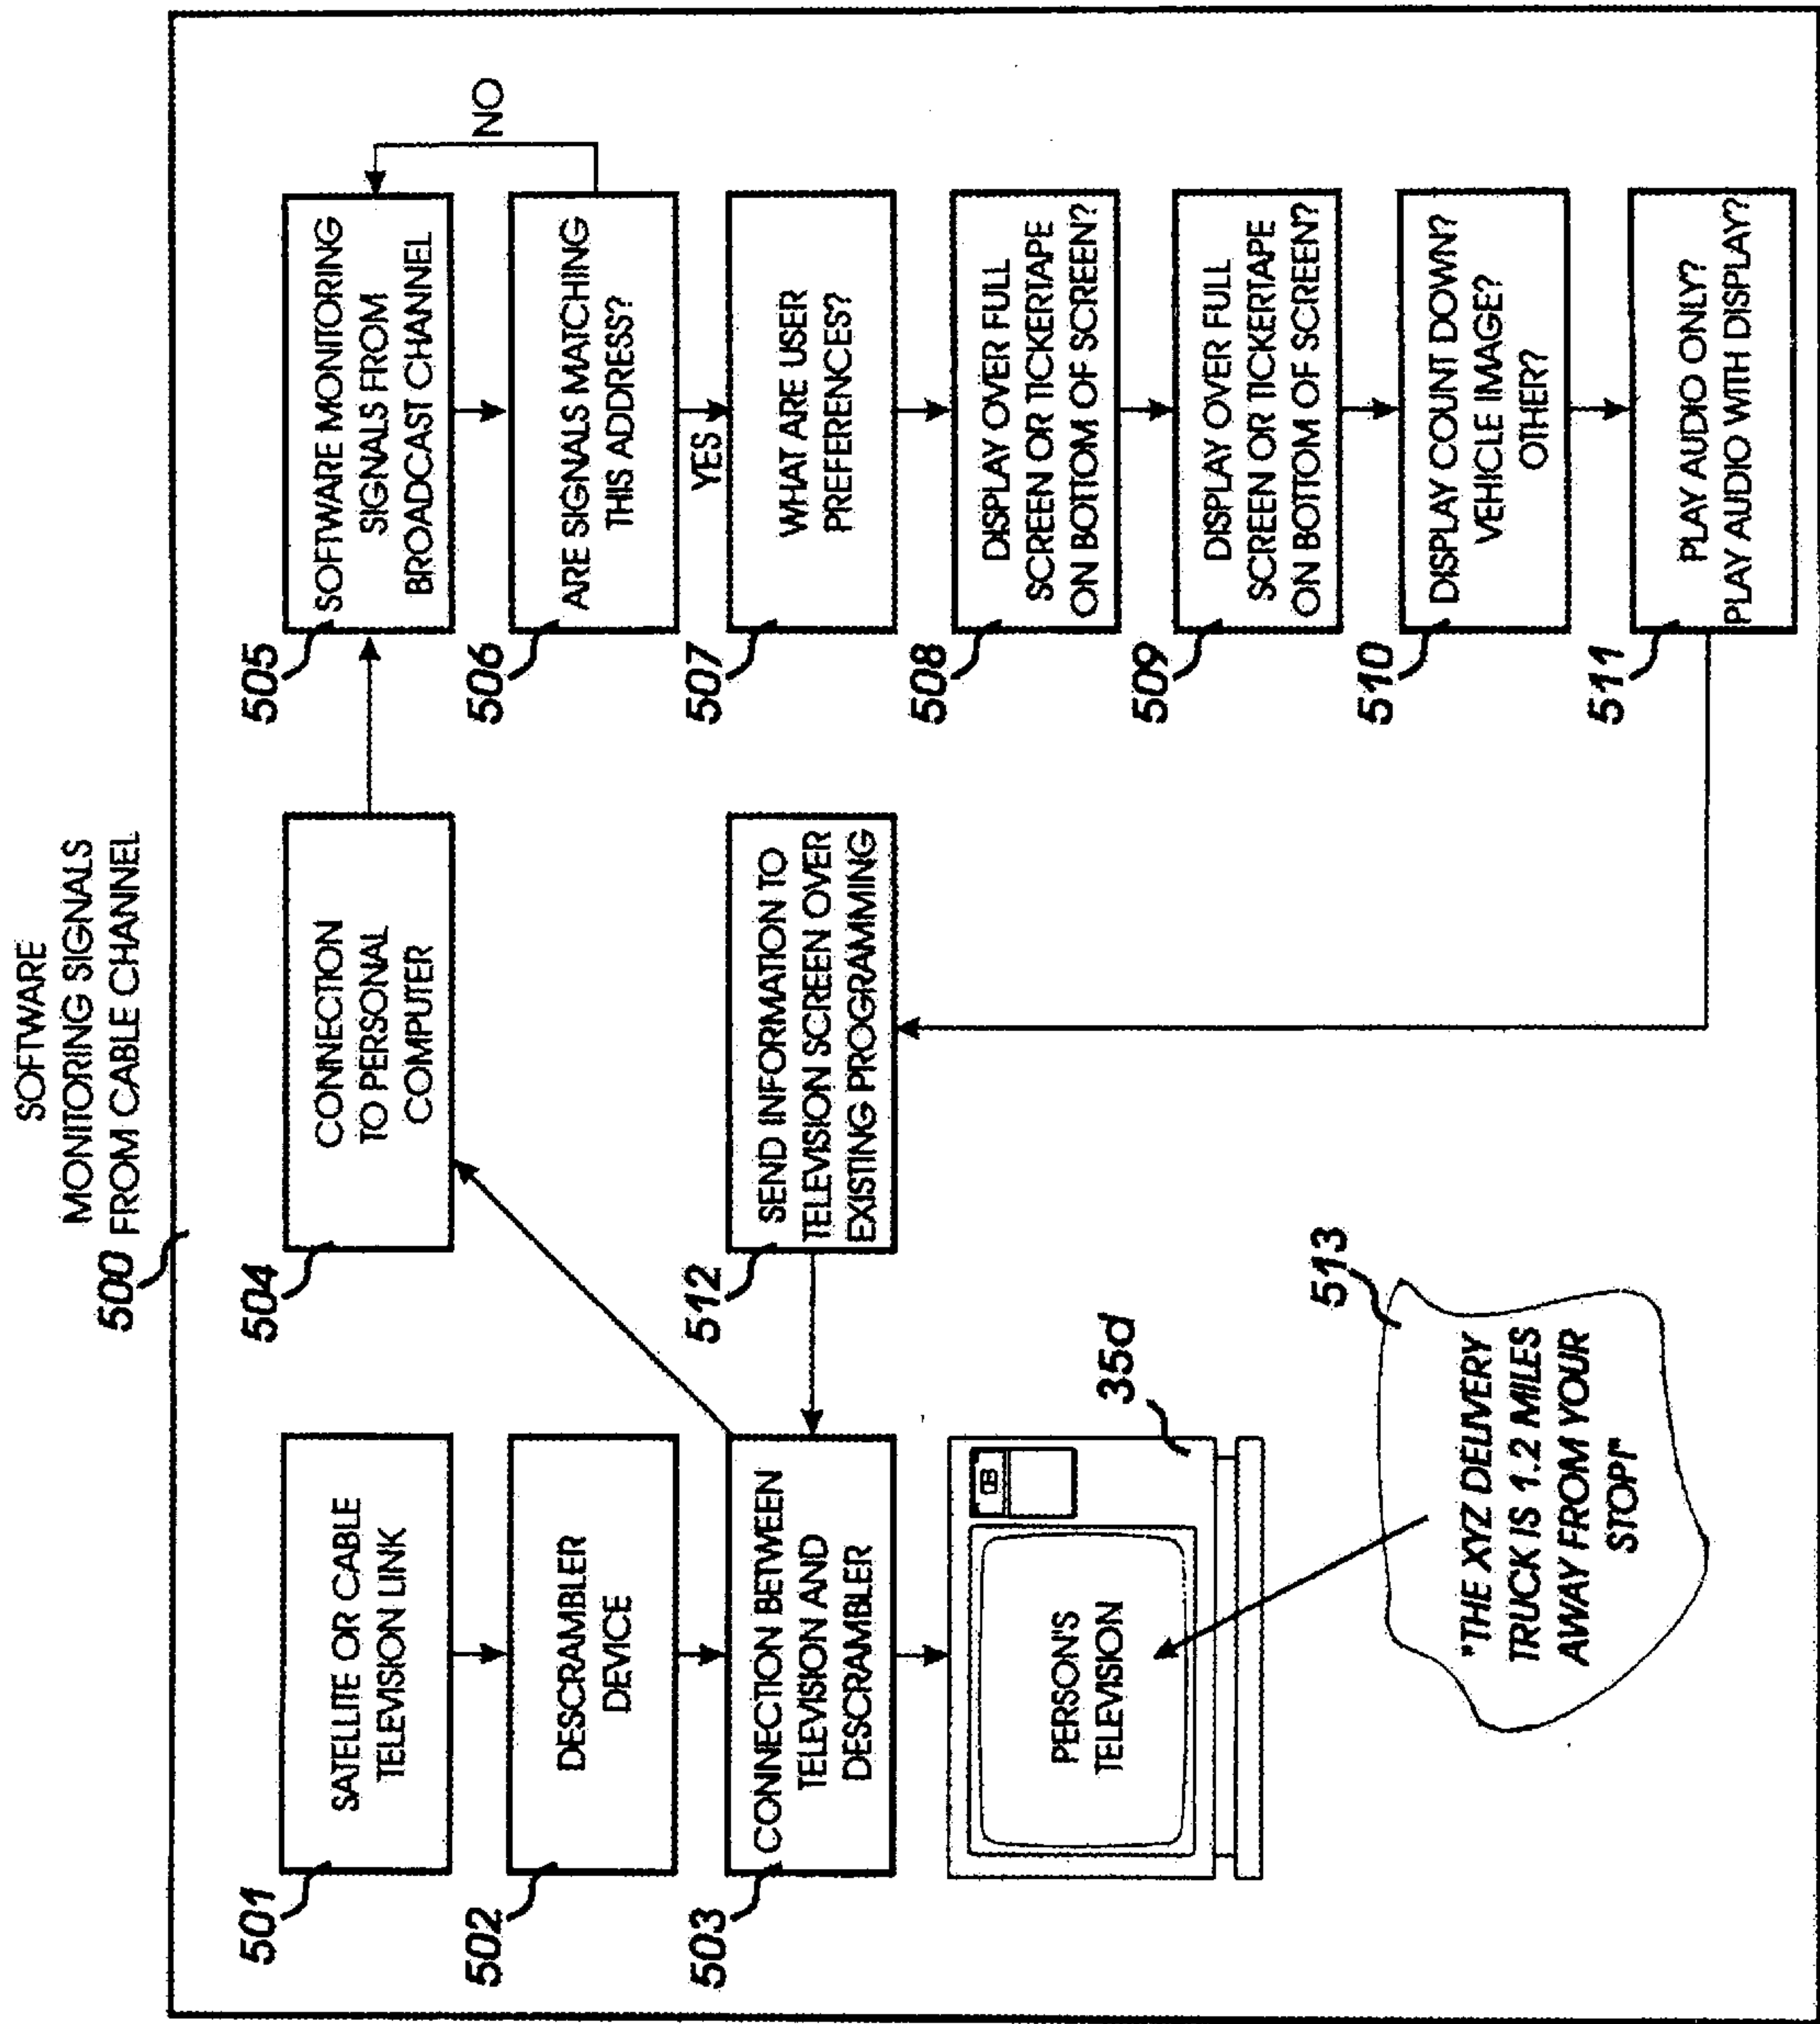 SOFTWARE
MONITORING SIGNALS
FROM CABLE CHANNEL
500
501
SATELLITE OR CABLE
TELEVISION LINK
502
DESCRAMBLER
DEVICE
503
CONNECTION BETWEEN
TELEVISION AND
DESCRAMBLER
35d
PERSON'S
TELEVISION
513
"THE XYZ DELIVERY
TRUCK IS 1.2 MILES
AWAY FROM YOUR
STOP!"
504
CONNECTION
TO PERSONAL
COMPUTER
512
SEND INFORMATION TO
TELEVISION SCREEN OVER
EXISTING PROGRAMMING
505
SOFTWARE MONITORING
SIGNALS FROM
BROADCAST CHANNEL
NO
506
ARE SIGNALS MATCHING
THIS ADDRESS?
YES
507
WHAT ARE USER
PREFERENCES?
508
DISPLAY OVER FULL
SCREEN OR TICKERTAPE
ON BOTTOM OF SCREEN?
509
DISPLAY OVER FULL
SCREEN OR TICKERTAPE
ON BOTTOM OF SCREEN?
510
DISPLAY COUNT DOWN?
VEHICLE IMAGE?
OTHER?
511
PLAY AUDIO ONLY?
PLAY AUDIO WITH DISPLAY?